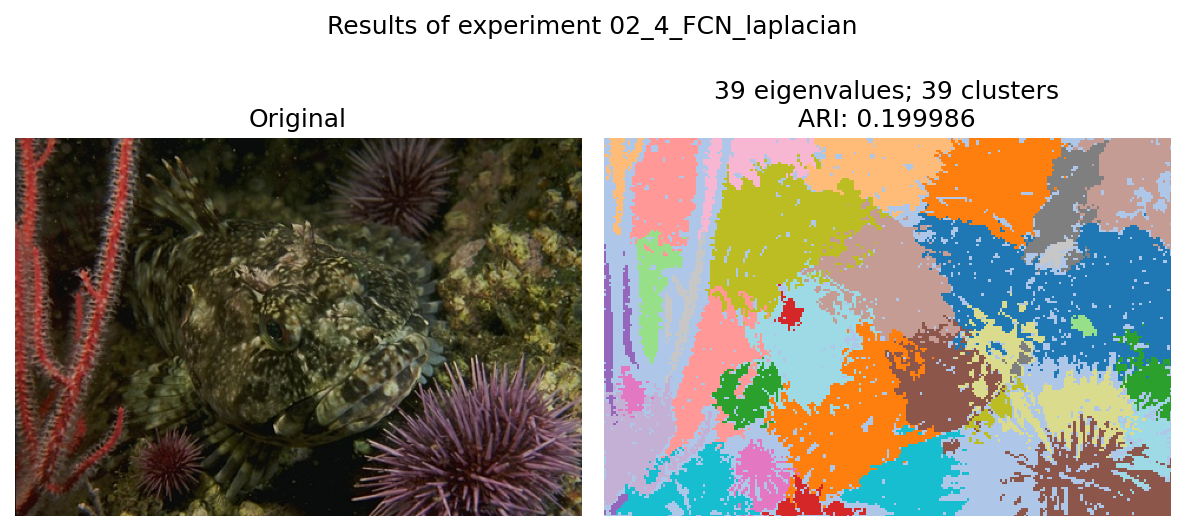 Results of experiment 02_4_FCN_laplacian
Original
39 eigenvalues; 39 clusters
ARI: 0.199986